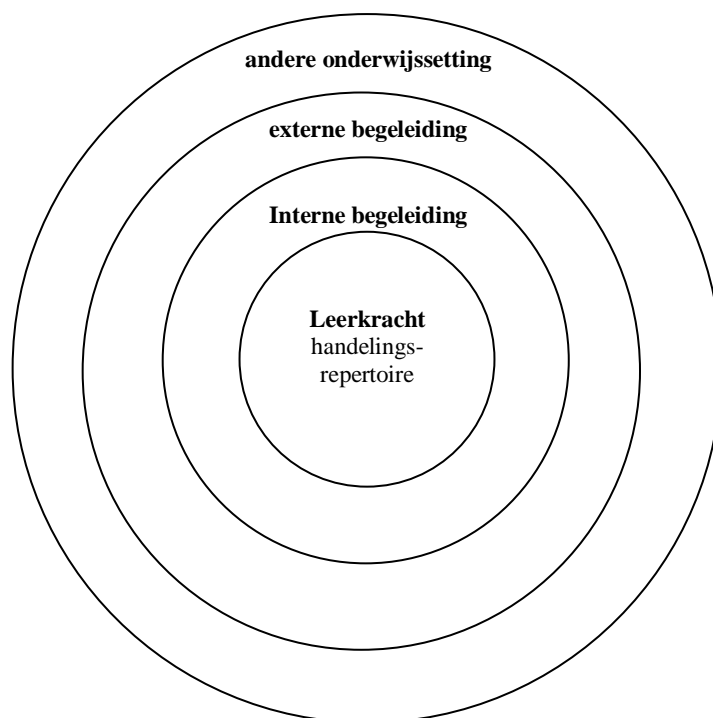 andere onderwijssetting
externe begeleiding
Interne begeleiding
Leerkracht
handelings-
repertoire